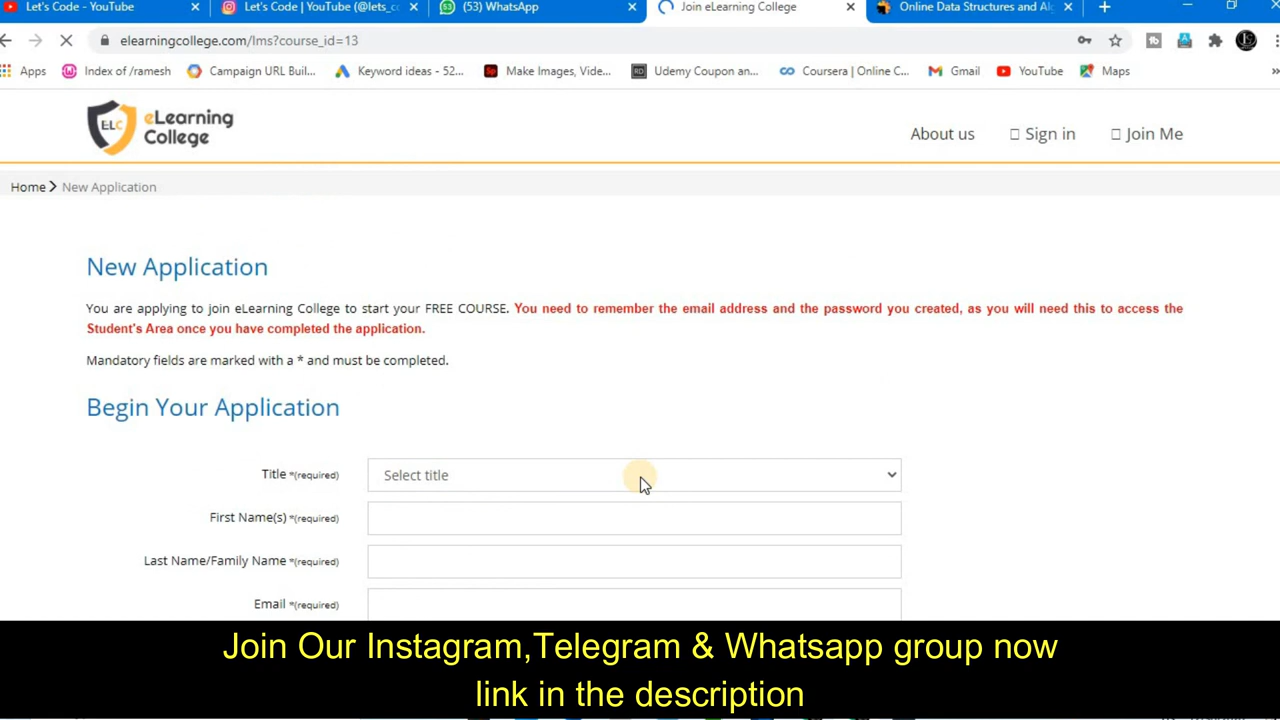 Let's Code - YouTube
Let's Code | YouTube (@lets_c
(53) WhatsApp
Join eLearning College
Online Data Structures and Al
elearningcollege.com/lms?course_id=13
Apps
Index of /ramesh
Campaign URL Buil...
Keyword ideas - 52...
Make Images, Vide...
Udemy Coupon an...
Coursera | Online C...
Gmail
YouTube
Maps
ELC
eLearning
College
About us
Sign in
Join Me
Home
New Application
New Application
You are applying to join eLearning College to start your FREE COURSE. You need to remember the email address and the password you created, as you will need this to access the
Student's Area once you have completed the application.
Mandatory fields are marked with a * and must be completed.
Begin Your Application
Title *(required)
Select title
First Name(s) *(required)
Last Name/Family Name *(required)
Email *(required)
Join Our Instagram,Telegram & Whatsapp group now
link in the description